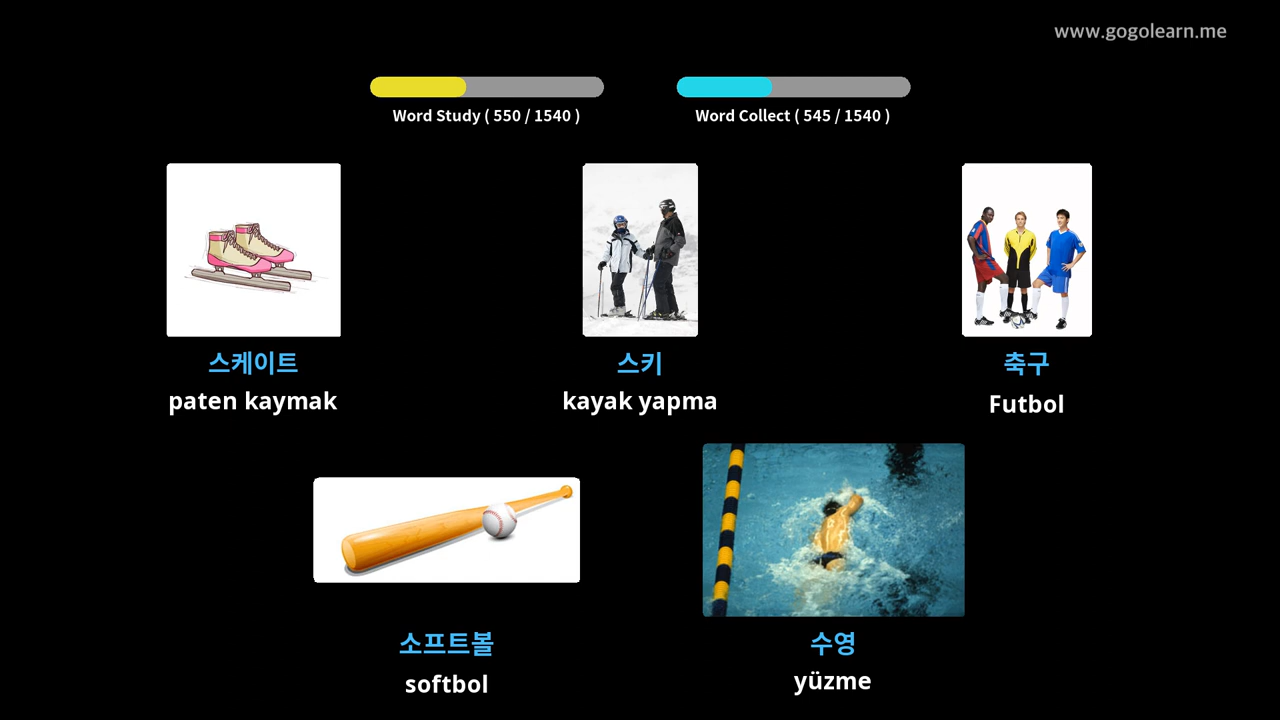 www.gogolearn.me
Word Study ( 550 / 1540 )
Word Collect ( 545 / 1540 )
스케이트
paten kaymak
스키
kayak yapma
축구
Futbol
소프트볼
softbol
수영
yüzme